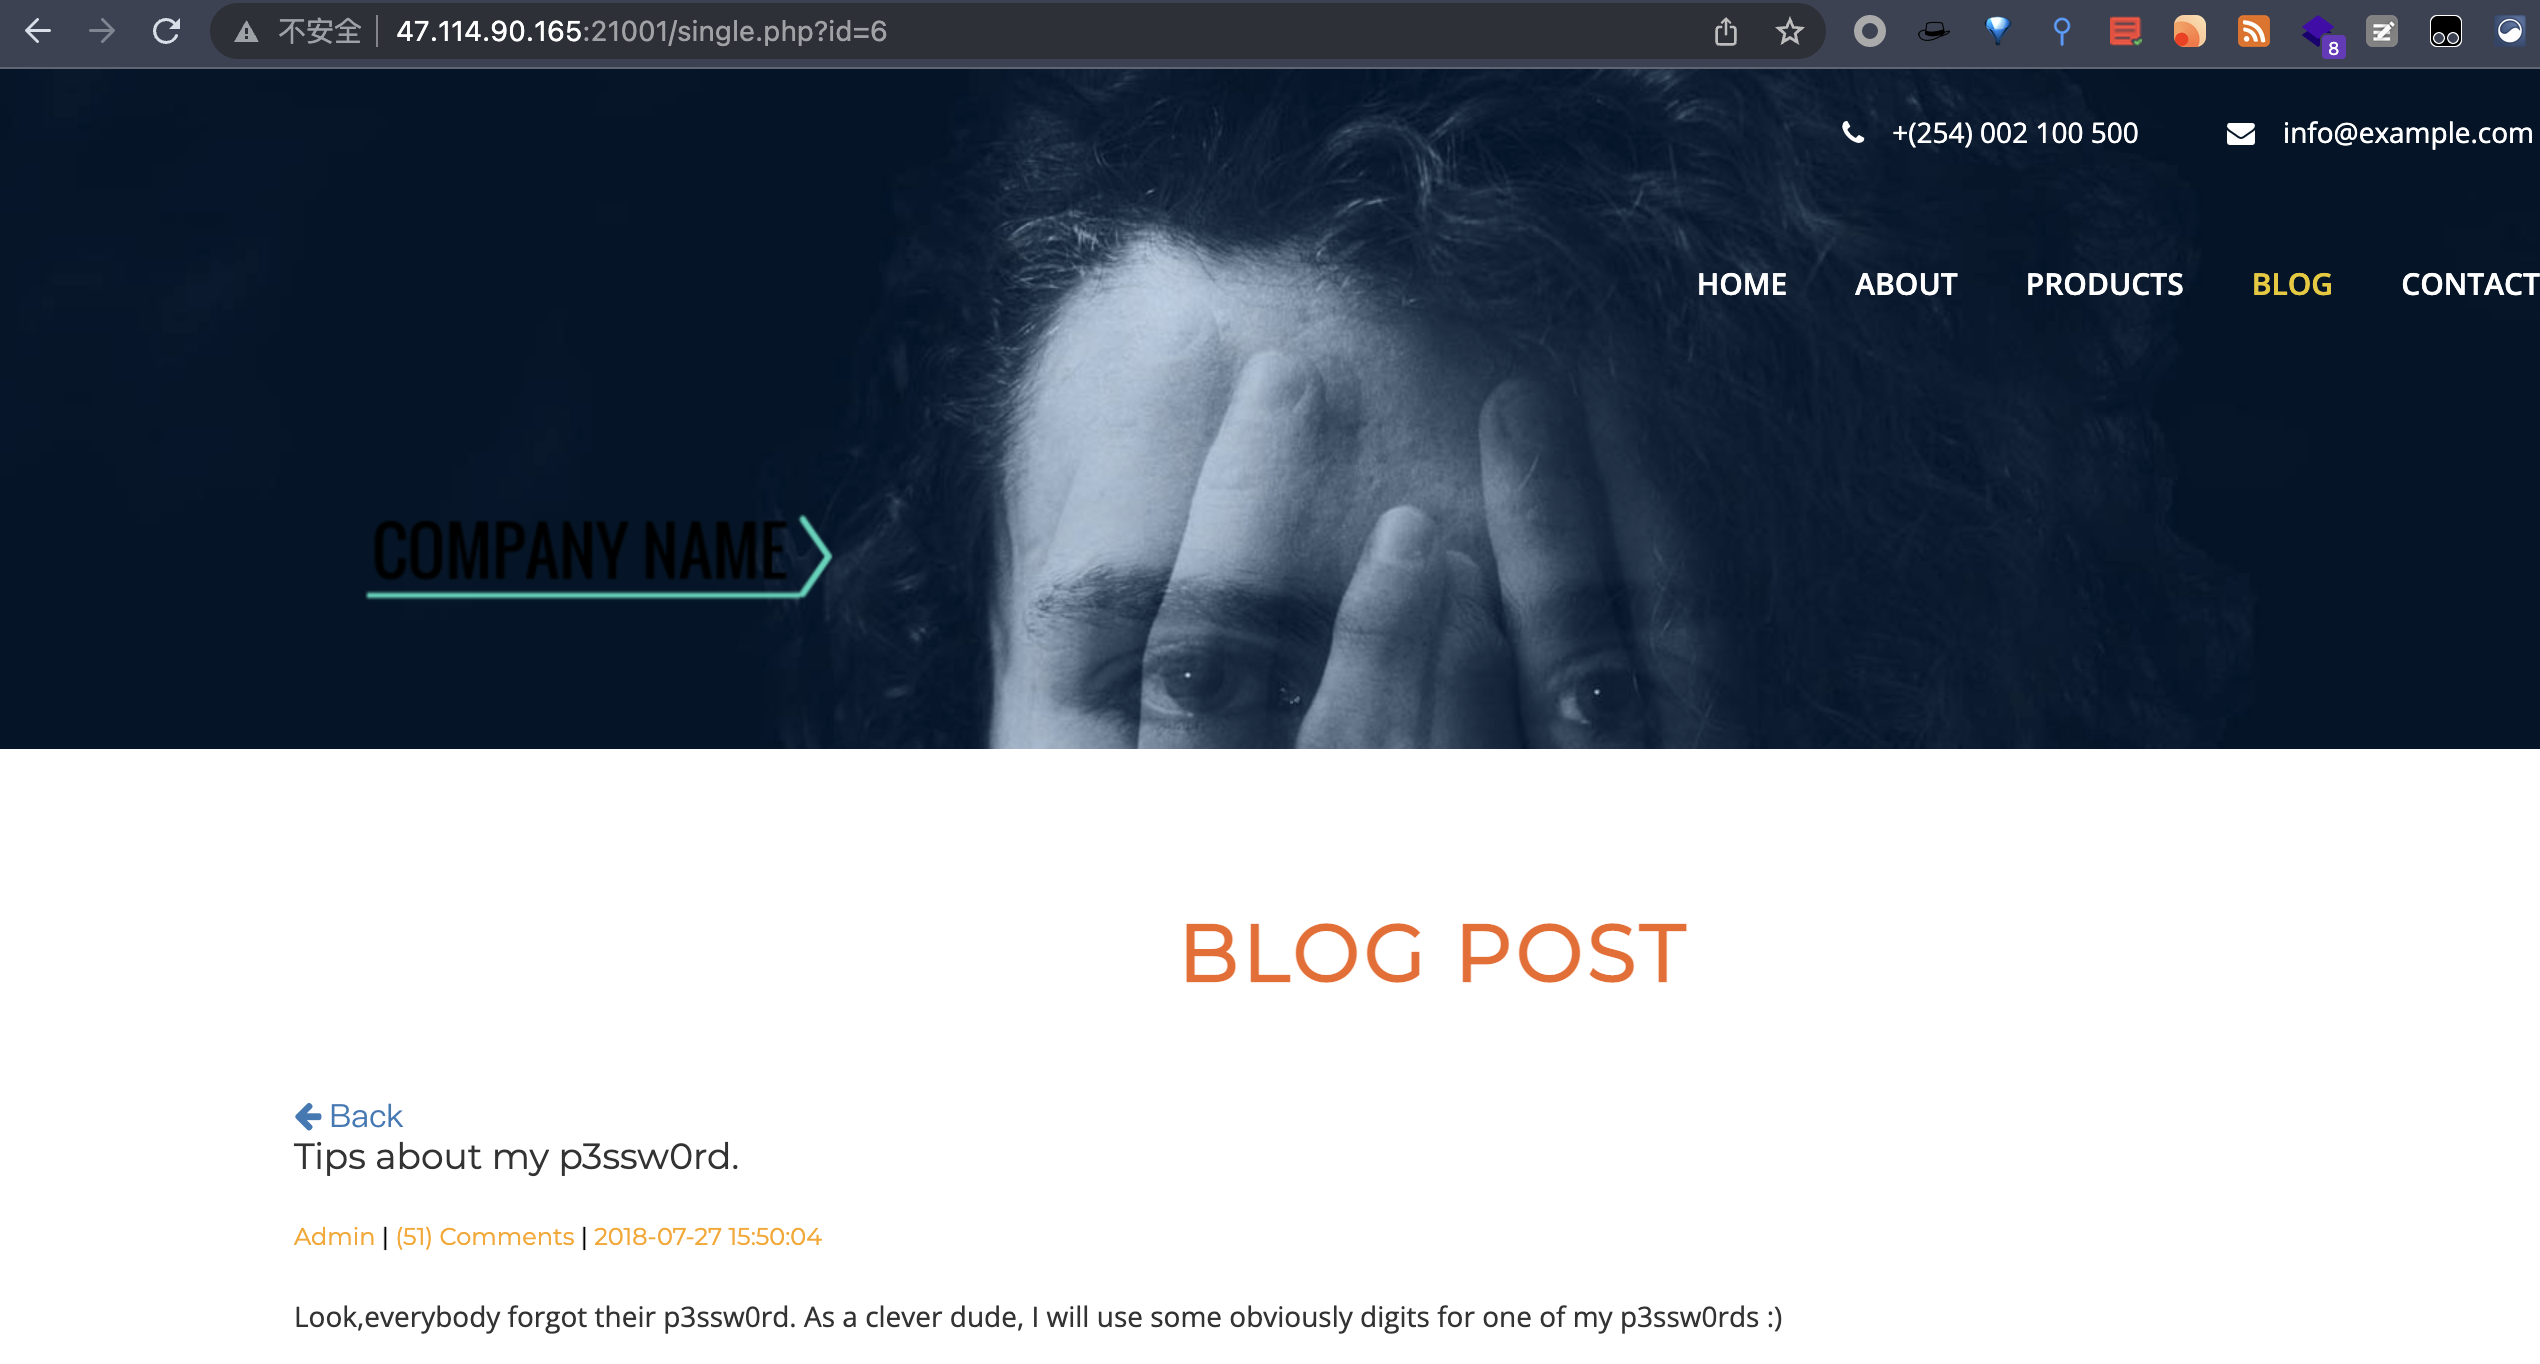 不安全 47.114.90.165:21001/single.php?id=6
8
+(254) 002 100 500 info@example.com
HOME ABOUT PRODUCTS BLOG CONTACT
COMPANY NAME
BLOG POST
Back
Tips about my p3ssw0rd.
Admin | (51) Comments | 2018-07-27 15:50:04
Look,everybody forgot their p3ssw0rd. As a clever dude, I will use some obviously digits for one of my p3ssw0rds :)